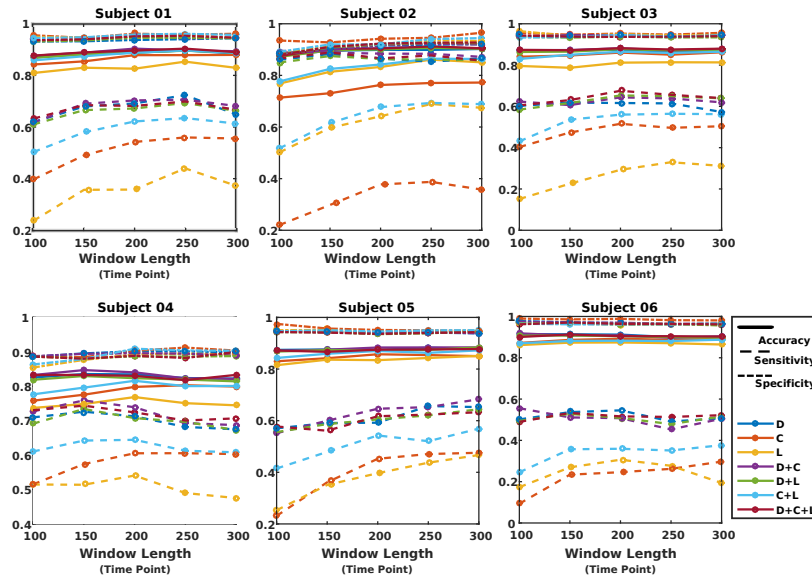 Subject 01
1
0.8
0.6
0.4
0.2
100 150 200 250 300
Window Length
(Time Point)
Subject 02
1
0.8
0.6
0.4
0.2
100 150 200 250 300
Window Length
(Time Point)
Subject 03
1
0.8
0.6
0.4
0.2
0
100 150 200 250 300
Window Length
(Time Point)
Subject 04
1
0.9
0.8
0.7
0.6
0.5
0.4
100 150 200 250 300
Window Length
(Time Point)
Subject 05
1
0.8
0.6
0.4
0.2
100 150 200 250 300
Window Length
(Time Point)
Subject 06
1
0.8
0.6
0.4
0.2
0
100 150 200 250 300
Window Length
(Time Point)
Accuracy
Sensitivity
Specificity
D
C
L
D+C
D+L
C+L
D+C+L